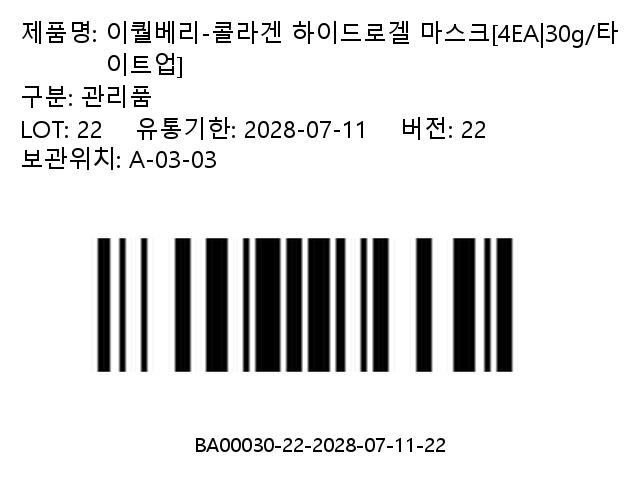 제품명: 이퀄베리-콜라겐 하이드로겔 마스크[4EA|30g/타
이트업]
구분: 관리품
LOT: 22 유통기한: 2028-07-11 버전: 22
보관위치: A-03-03
BA00030-22-2028-07-11-22